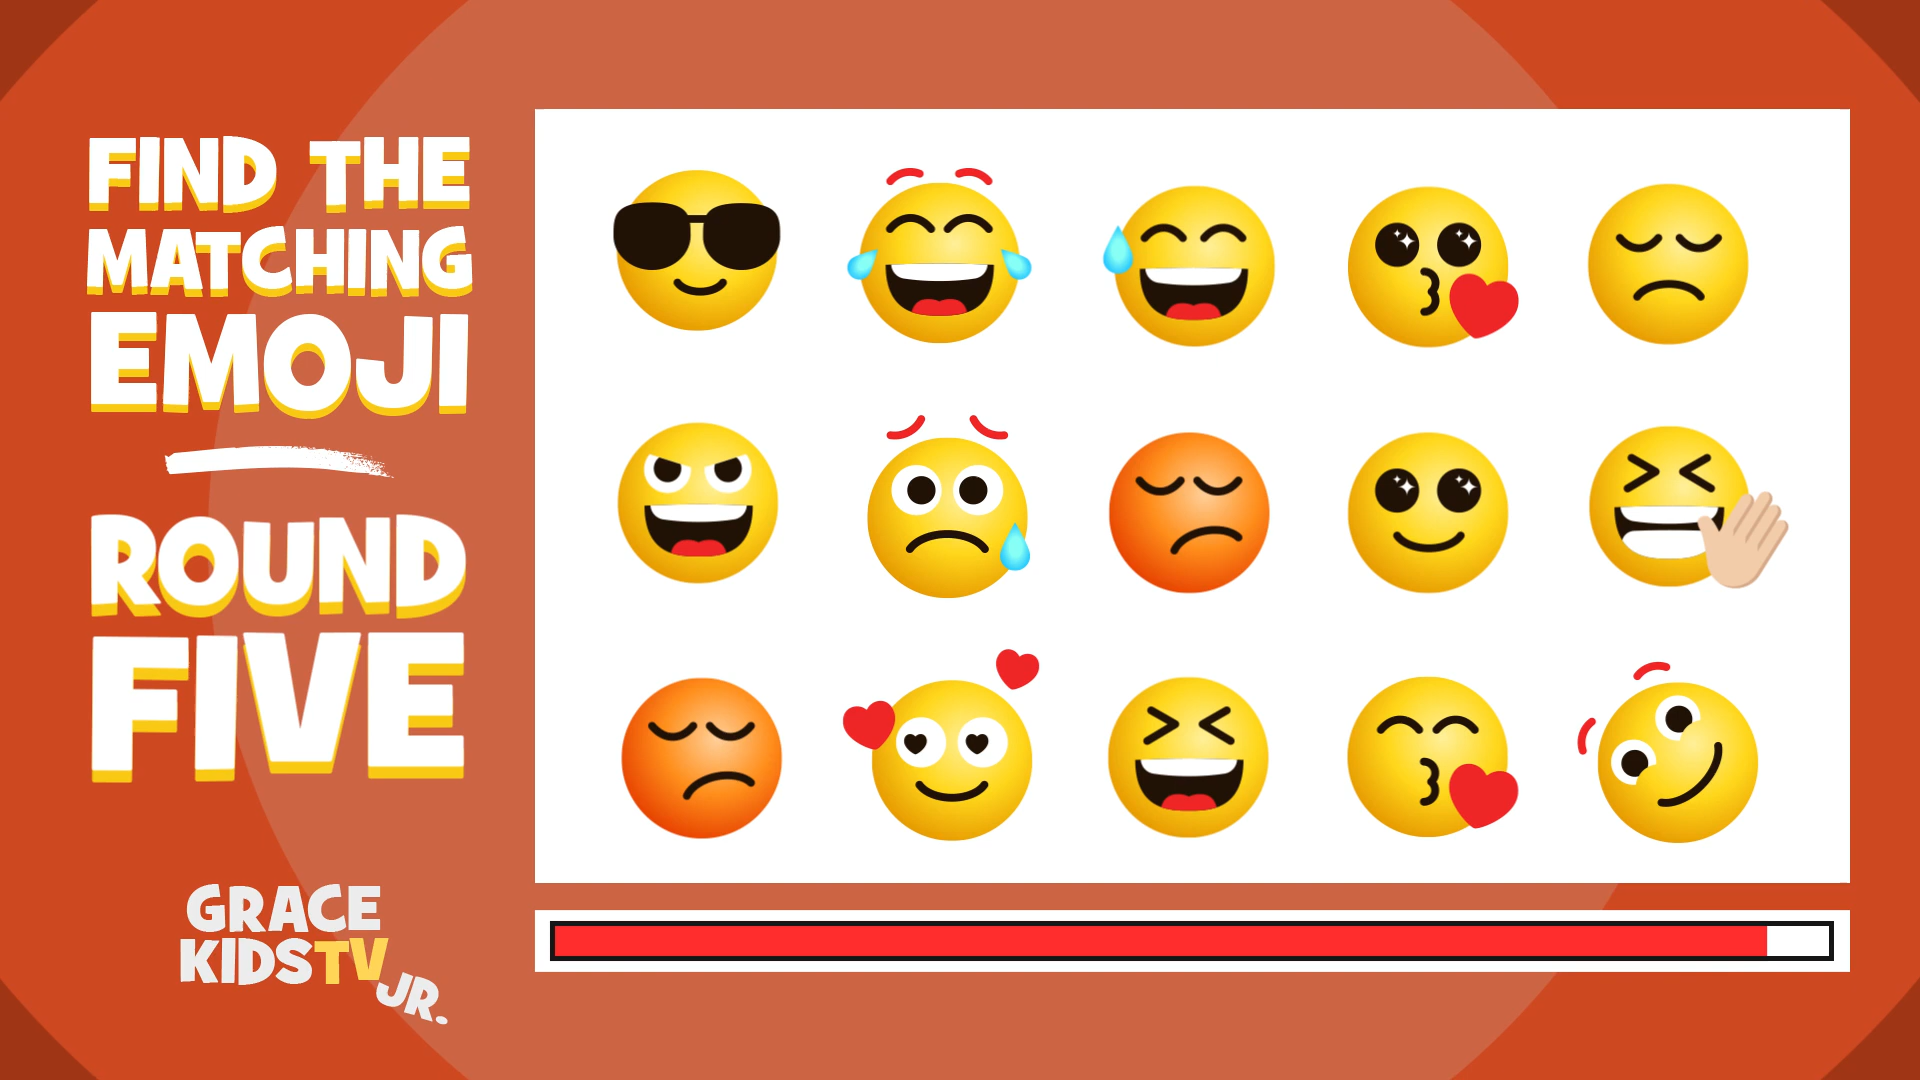 FIND THE
MATCHING
EMOJI
ROUND
FIVE
GRACE
KIDSTV
JR.